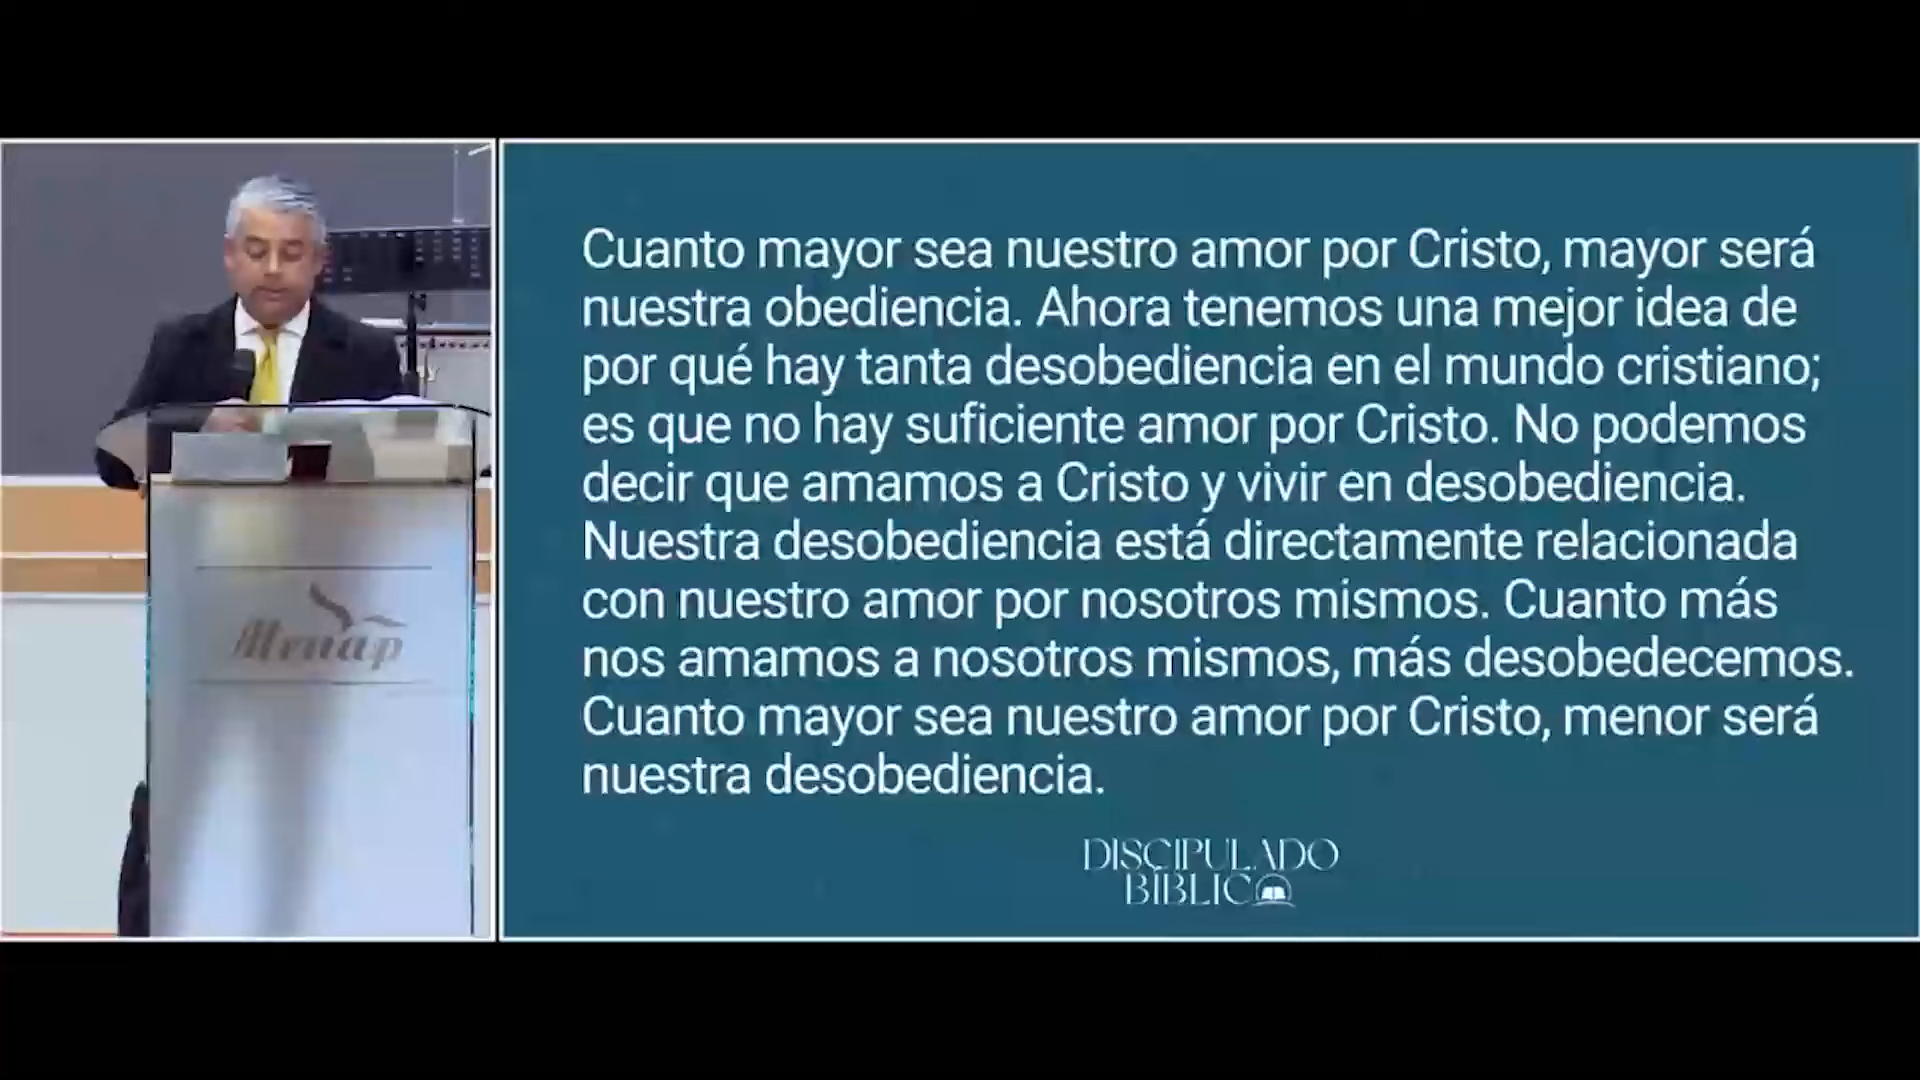 Cuanto mayor sea nuestro amor por Cristo, mayor será
nuestra obediencia. Ahora tenemos una mejor idea de
por qué hay tanta desobediencia en el mundo cristiano;
es que no hay suficiente amor por Cristo. No podemos
decir que amamos a Cristo y vivir en desobediencia.
Nuestra desobediencia está directamente relacionada
con nuestro amor por nosotros mismos. Cuanto más
nos amamos a nosotros mismos, más desobedecemos.
Cuanto mayor sea nuestro amor por Cristo, menor será
nuestra desobediencia.
DISCIPULADO
BÍBLICO
Menap